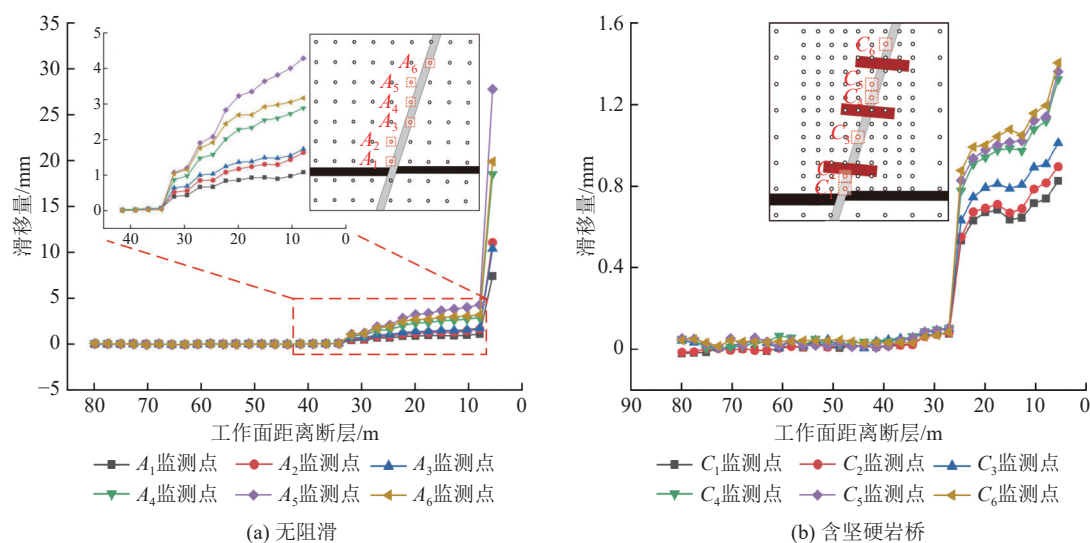 35
30
25
20
15
10
5
0
−5
滑移量/mm
5
4
3
2
1
0
40
30
20
10
0
A6
A5
A4
A3
A2
A1
80 70 60 50 40 30 20 10 0
工作面距离断层/m
A1监测点 A2监测点 A3监测点
A4监测点 A5监测点 A6监测点
(a) 无阻滑
1.6
1.2
0.8
0.4
0
滑移量/mm
C6
C5
C3
C1
90 80 70 60 50 40 30 20 10 0
工作面距离断层/m
C1监测点 C2监测点 C3监测点
C4监测点 C5监测点 C6监测点
(b) 含坚硬岩桥